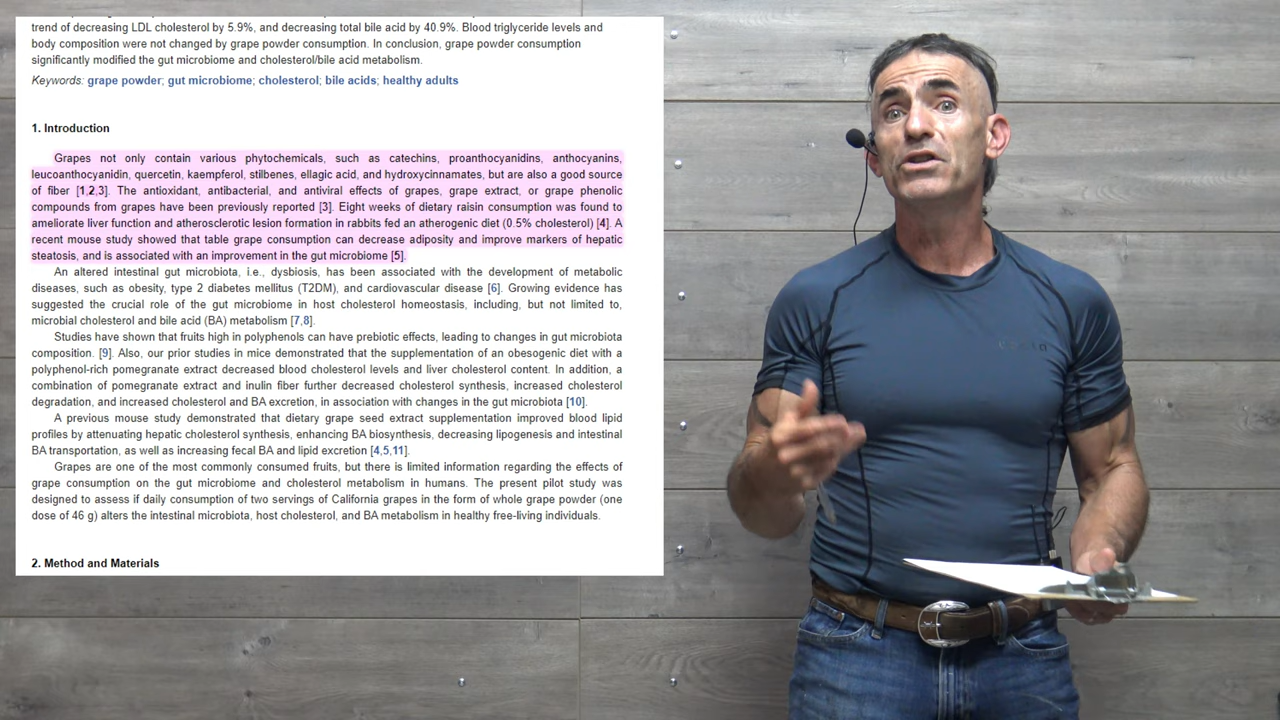 trend of decreasing LDL cholesterol by 5.9%, and decreasing total bile acid by 40.9%. Blood triglyceride levels and
body composition were not changed by grape powder consumption. In conclusion, grape powder consumption
significantly modified the gut microbiome and cholesterol/bile acid metabolism.
Keywords: grape powder; gut microbiome; cholesterol; bile acids; healthy adults
1. Introduction
Grapes not only contain various phytochemicals, such as catechins, proanthocyanidins, anthocyanins,
leucoanthocyanidin, quercetin, kaempferol, stilbenes, ellagic acid, and hydroxycinnamates, but are also a good source
of fiber [1,2,3]. The antioxidant, antibacterial, and antiviral effects of grapes, grape extract, or grape phenolic
compounds from grapes have been previously reported [3]. Eight weeks of dietary raisin consumption was found to
ameliorate liver function and atherosclerotic lesion formation in rabbits fed an atherogenic diet (0.5% cholesterol) [4]. A
recent mouse study showed that table grape consumption can decrease adiposity and improve markers of hepatic
steatosis, and is associated with an improvement in the gut microbiome [5].
An altered intestinal gut microbiota, i.e., dysbiosis, has been associated with the development of metabolic
diseases, such as obesity, type 2 diabetes mellitus (T2DM), and cardiovascular disease [6]. Growing evidence has
suggested the crucial role of the gut microbiome in host cholesterol homeostasis, including, but not limited to,
microbial cholesterol and bile acid (BA) metabolism [7,8].
Studies have shown that fruits high in polyphenols can have prebiotic effects, leading to changes in gut microbiota
composition. [9]. Also, our prior studies in mice demonstrated that the supplementation of an obesogenic diet with a
polyphenol-rich pomegranate extract decreased blood cholesterol levels and liver cholesterol content. In addition, a
combination of pomegranate extract and inulin fiber further decreased cholesterol synthesis, increased cholesterol
degradation, and increased cholesterol and BA excretion, in association with changes in the gut microbiota [10].
A previous mouse study demonstrated that dietary grape seed extract supplementation improved blood lipid
profiles by attenuating hepatic cholesterol synthesis, enhancing BA biosynthesis, decreasing lipogenesis and intestinal
BA transportation, as well as increasing fecal BA and lipid excretion [4,5,11].
Grapes are one of the most commonly consumed fruits, but there is limited information regarding the effects of
grape consumption on the gut microbiome and cholesterol metabolism in humans. The present pilot study was
designed to assess if daily consumption of two servings of California grapes in the form of whole grape powder (one
dose of 46 g) alters the intestinal microbiota, host cholesterol, and BA metabolism in healthy free-living individuals.
2. Method and Materials